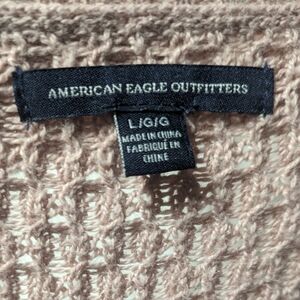 AMERICAN EAGLE OUTFITTERS
L/G/G
MADE IN CHINA
FABRIQUÉ EN
CHINE